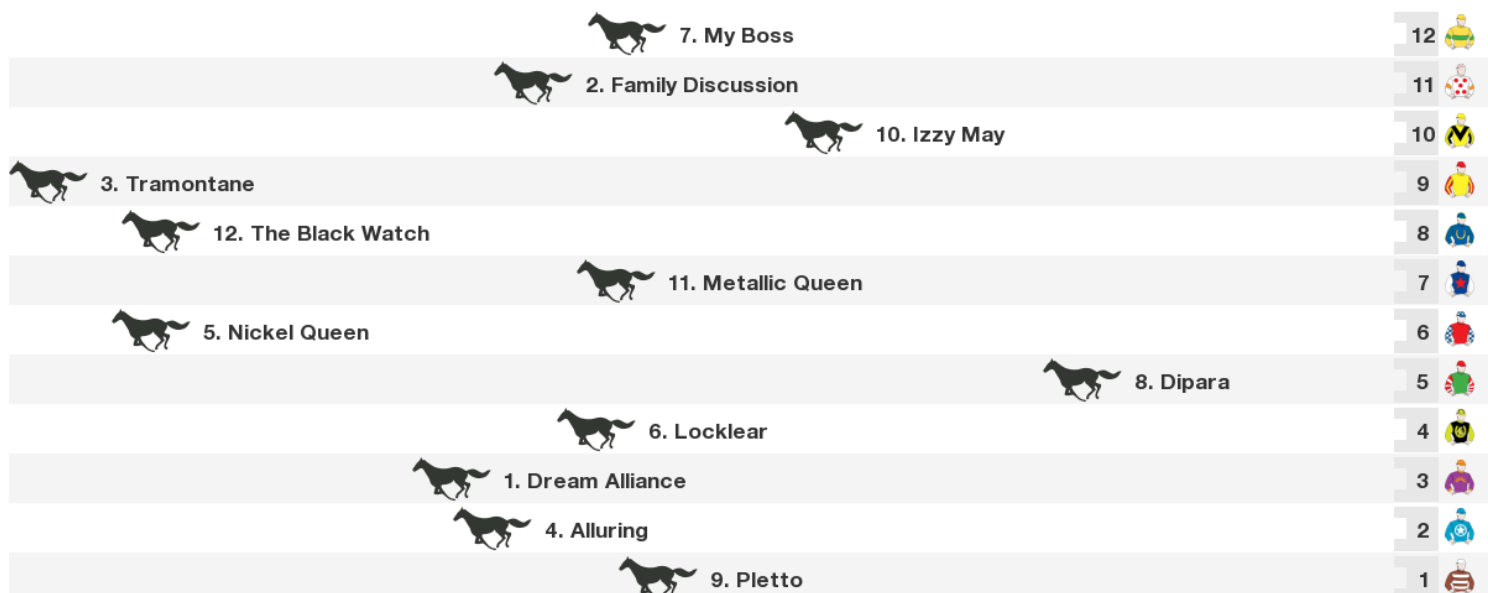 7. My Boss 12
2. Family Discussion 11
10. Izzy May 10
3. Tramontane 9
12. The Black Watch 8
11. Metallic Queen 7
5. Nickel Queen 6
8. Dipara 5
6. Locklear 4
1. Dream Alliance 3
4. Alluring 2
9. Pletto 1